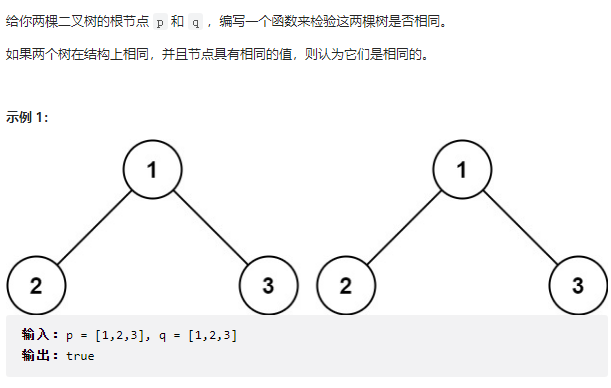 给你两棵二叉树的根节点 p 和 q ，编写一个函数来检验这两棵树是否相同。
如果两个树在结构上相同，并且节点具有相同的值，则认为它们是相同的。
示例 1：
1 1
2 3 2 3
输入：p = [1,2,3], q = [1,2,3]
输出：true